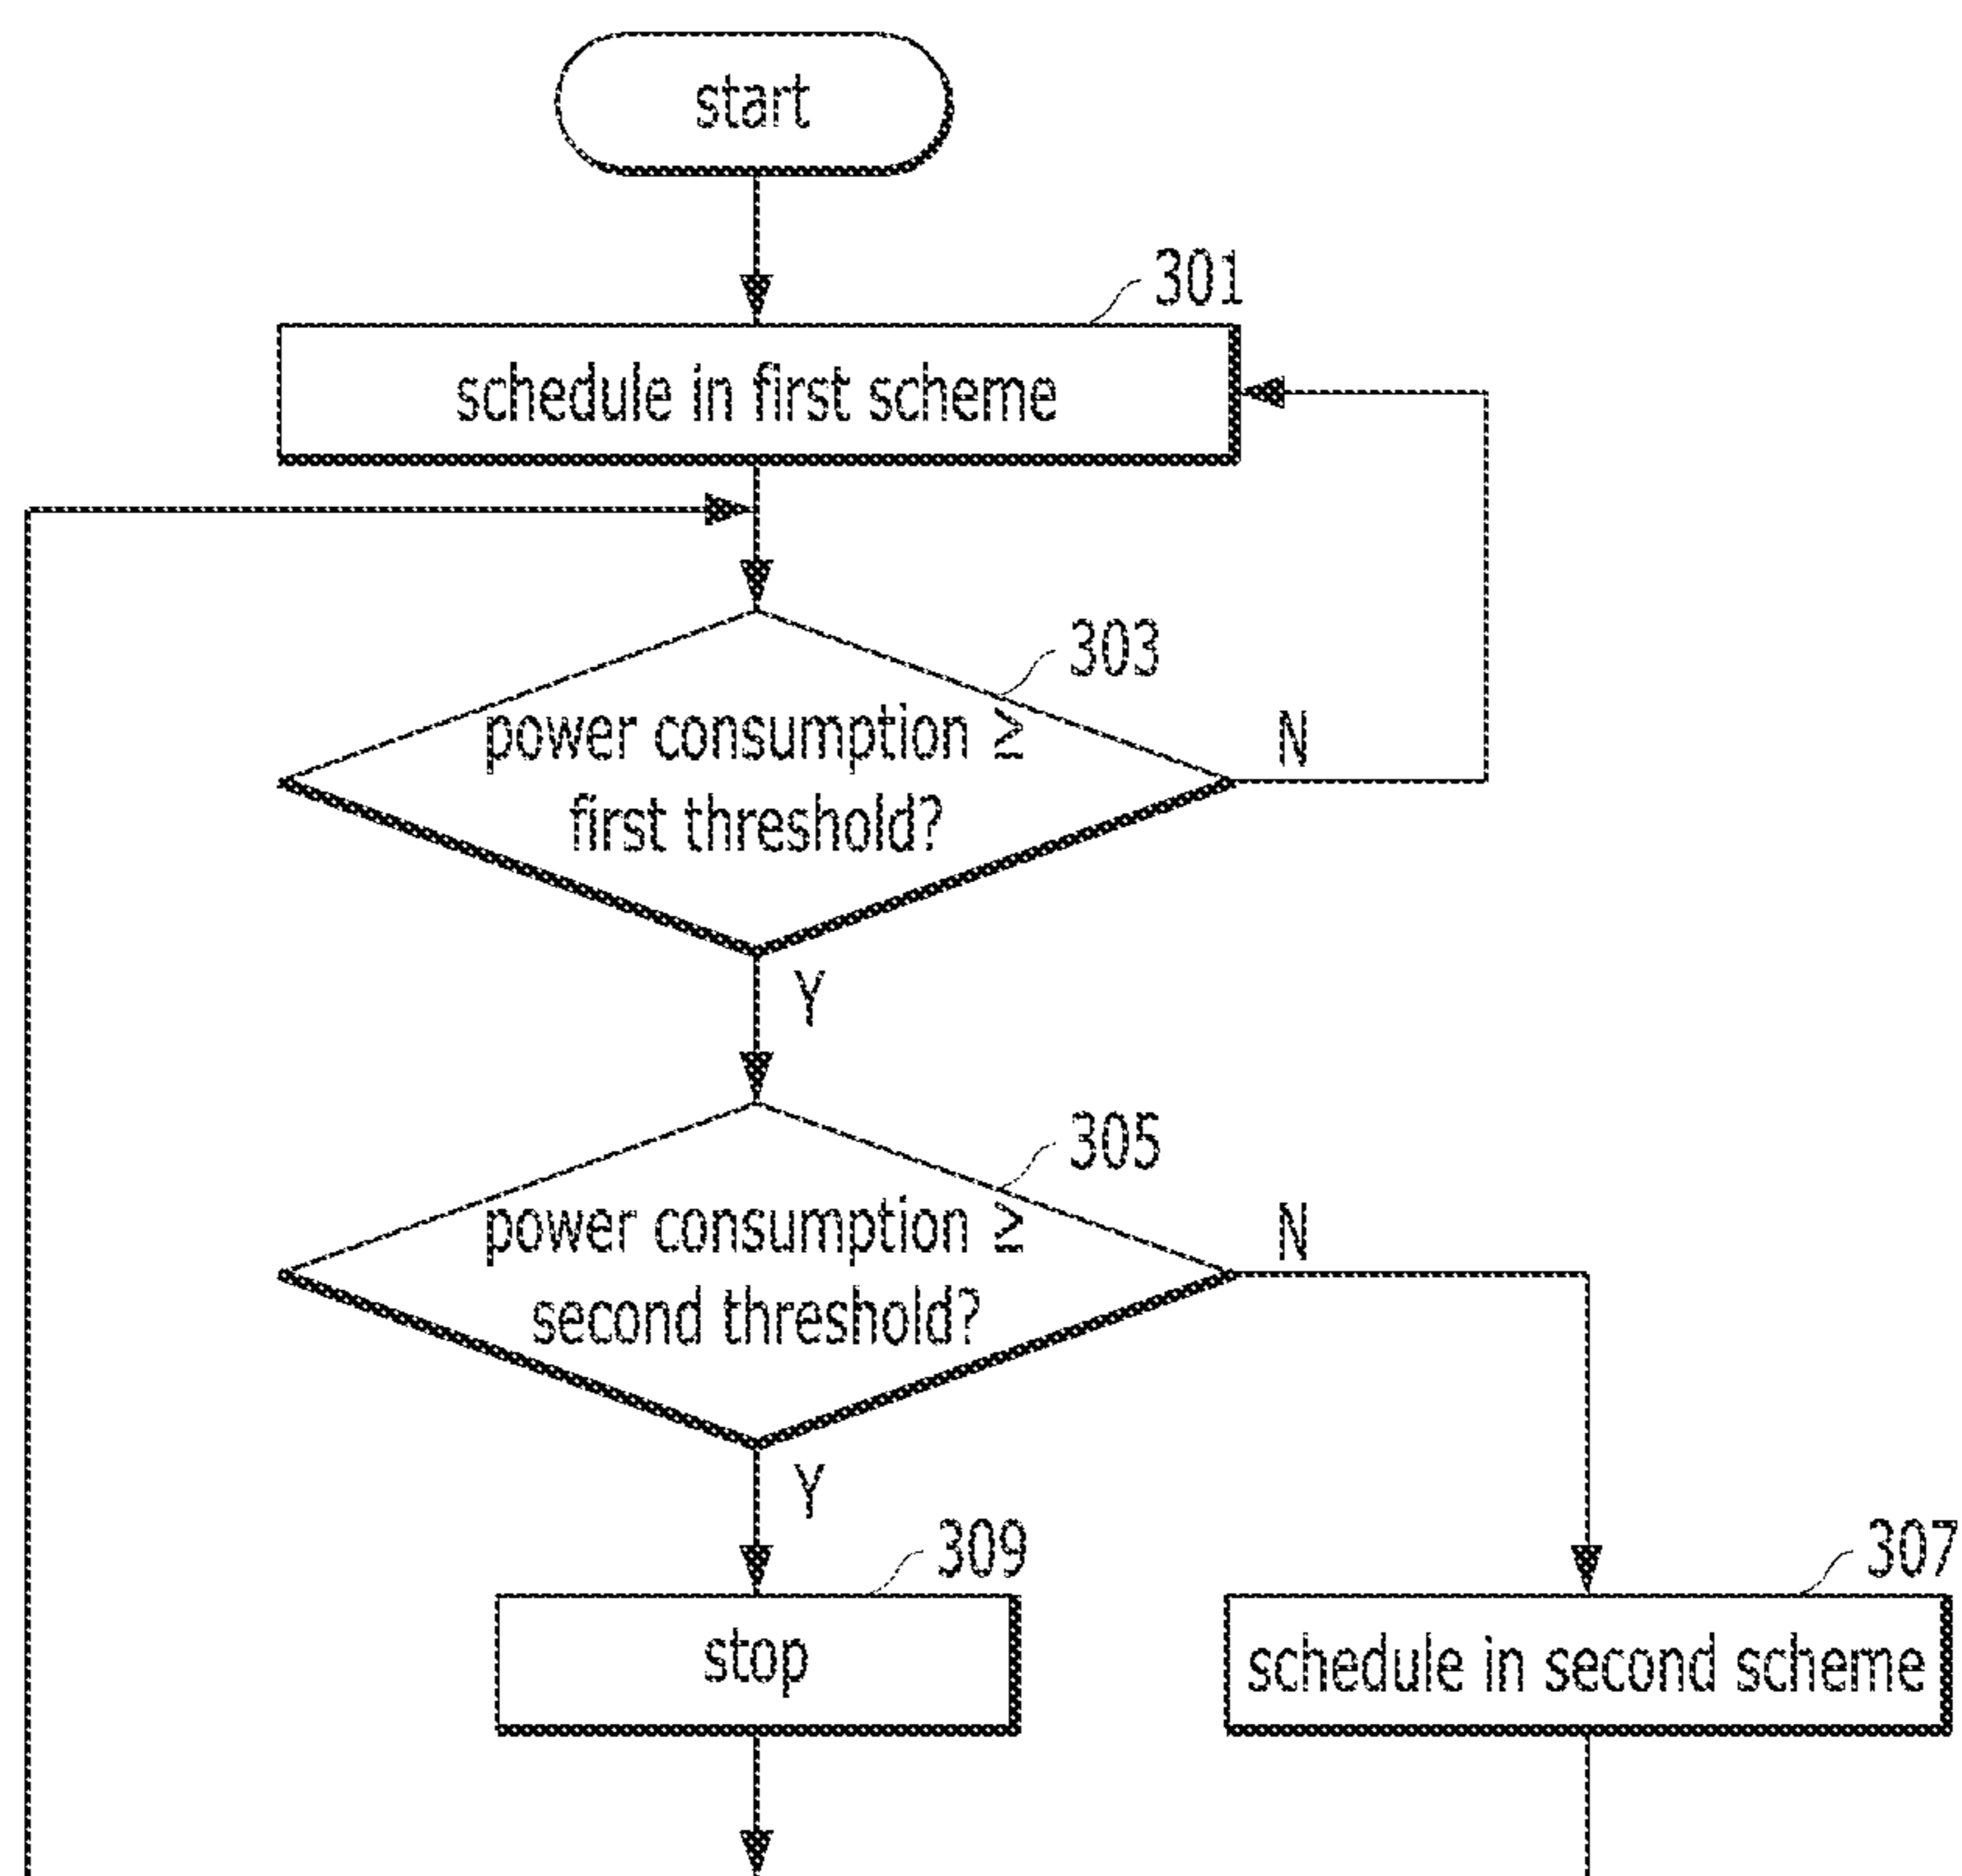 start
301
schedule in first scheme
303
power consumption ≥
first threshold?
N
Y
305
power consumption ≥
second threshold?
N
Y
309
stop
307
schedule in second scheme